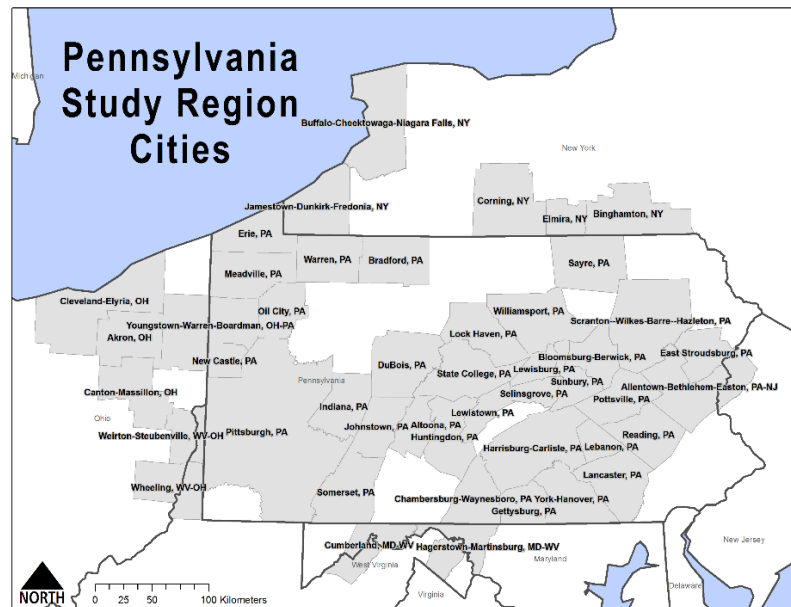 Pennsylvania
Study Region
Cities
Michigan
Buffalo-Cheektowaga-Niagara Falls, NY
New York
Jamestown-Dunkirk-Fredonia, NY
Corning, NY
Elmira, NY
Binghamton, NY
Erie, PA
Warren, PA
Bradford, PA
Sayre, PA
Meadville, PA
Cleveland-Elyria, OH
Oil City, PA
Williamsport, PA
Scranton--Wilkes-Barre--Hazleton, PA
Youngstown-Warren-Boardman, OH-PA
Akron, OH
Lock Haven, PA
New Castle, PA
DuBois, PA
State College, PA
Bloomsburg-Berwick, PA
East Stroudsburg, PA
Lewisburg, PA
Sunbury, PA
Allentown-Bethlehem-Easton, PA-NJ
Pennsylvania
Canton-Massillon, OH
Selinsgrove, PA
Pottsville, PA
Indiana, PA
Lewistown, PA
Ohio
Johnstown, PA
Altoona, PA
Huntingdon, PA
Weirton-Steubenville, WV-OH
Pittsburgh, PA
Harrisburg-Carlisle, PA
Lebanon, PA
Reading, PA
Lancaster, PA
Wheeling, WV-OH
Somerset, PA
Chambersburg-Waynesboro, PA
York-Hanover, PA
Gettysburg, PA
Cumberland, MD-WV
Hagerstown-Martinsburg, MD-WV
Maryland
West Virginia
New Jersey
Delaware
Virginia
NORTH
0 25 50 100 Kilometers